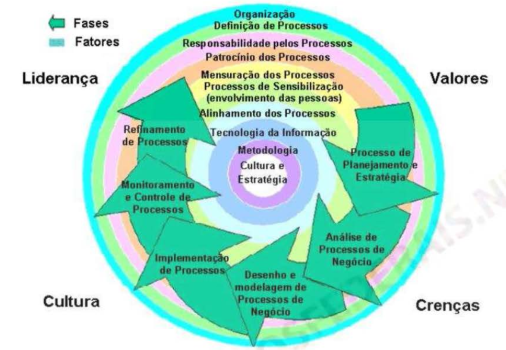 Fases
Fatores
Organização
Definição de Processos
Responsabilidade pelos Processos
Patrocínio dos Processos
Mensuração dos Processos
Processos de Sensibilização
(envolvimento das pessoas)
Alinhamento dos Processos
Tecnologia da Informação
Metodologia
Cultura e
Estratégia
Liderança
Valores
Refinamento
de Processos
Processo de
Planejamento e
Estratégia
Monitoramento
e Controle de
Processos
Análise de
Processos de
Negócio
Implementação
de Processos
Desenho e
modelagem de
Processos de
Negócio
Cultura
Crenças